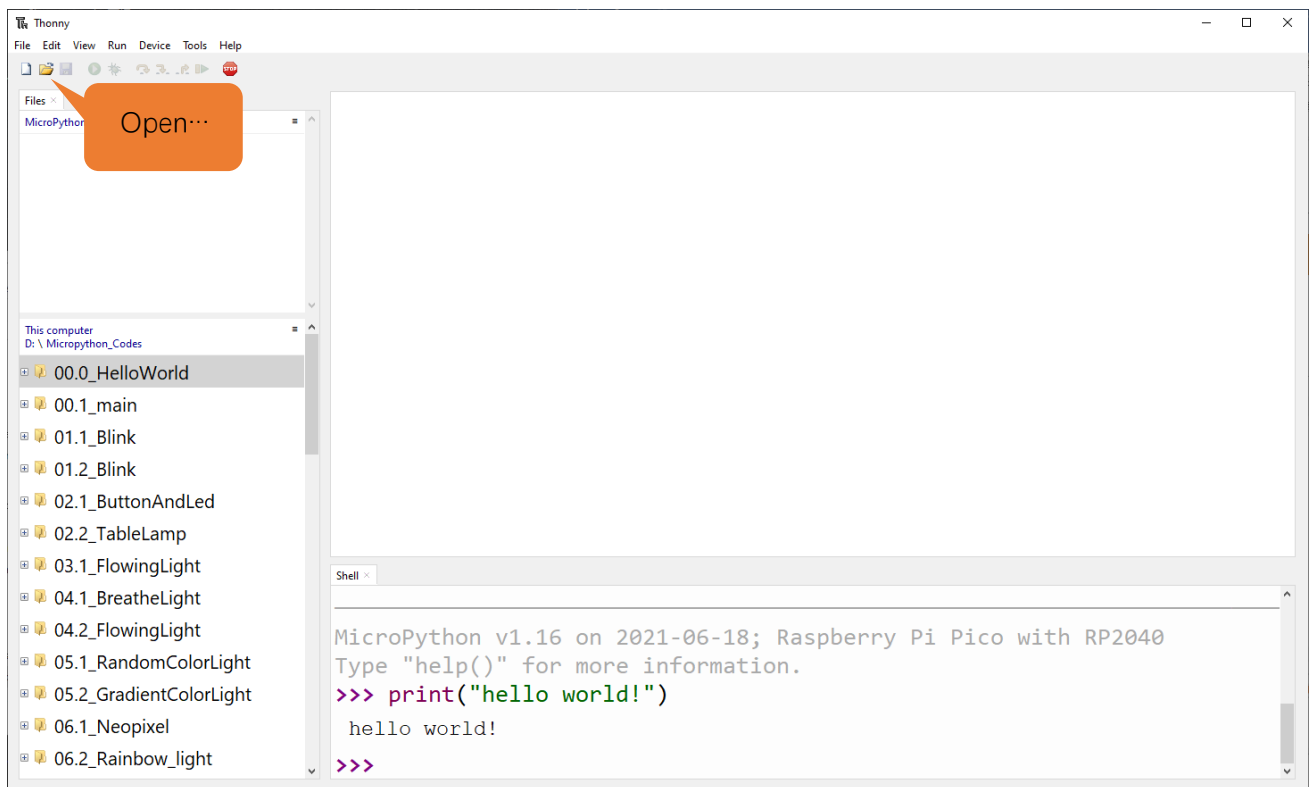 Thonny
File Edit View Run Device Tools Help
STOP
Files
MicroPython
Open…
This computer
D: \ Micropython_Codes
00.0_HelloWorld
00.1_main
01.1_Blink
01.2_Blink
02.1_ButtonAndLed
02.2_TableLamp
03.1_FlowingLight
04.1_BreatheLight
04.2_FlowingLight
05.1_RandomColorLight
05.2_GradientColorLight
06.1_Neopixel
06.2_Rainbow_light
Shell
MicroPython v1.16 on 2021-06-18; Raspberry Pi Pico with RP2040
Type "help()" for more information.
>>> print("hello world!")
hello world!
>>>